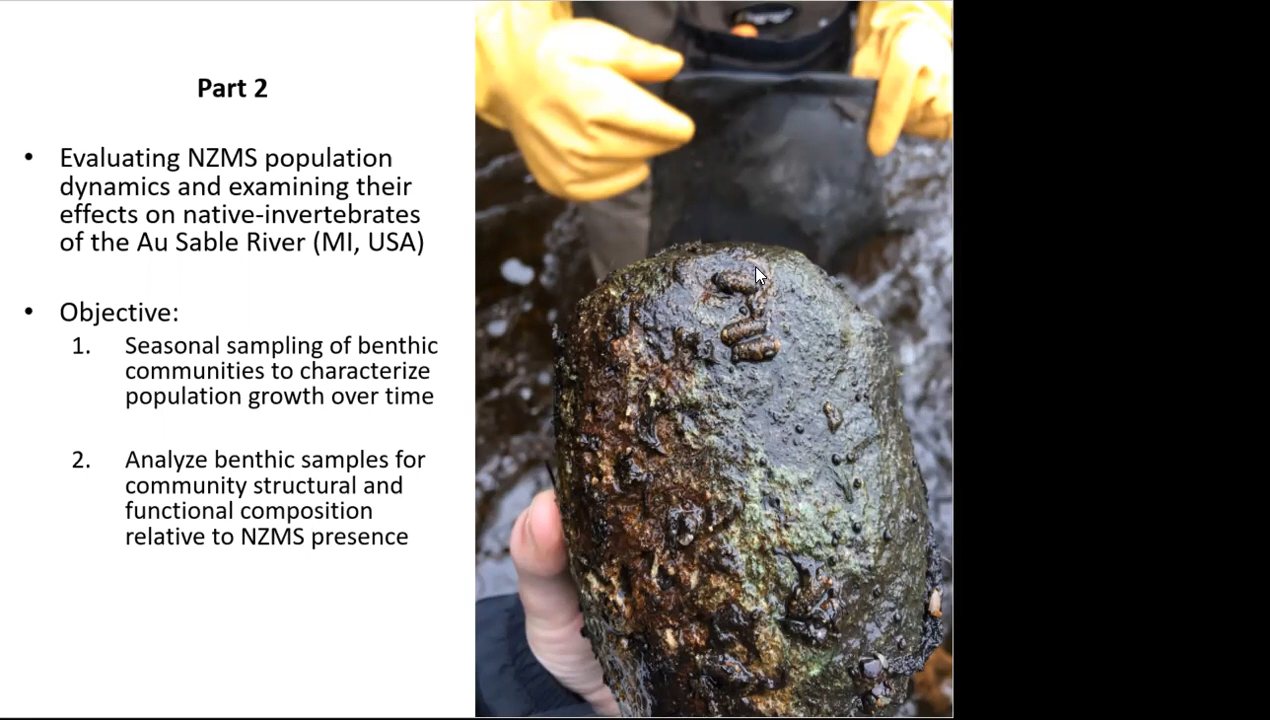 Part 2
• Evaluating NZMS population
dynamics and examining their
effects on native-invertebrates
of the Au Sable River (MI, USA)
• Objective:
1. Seasonal sampling of benthic
communities to characterize
population growth over time
2. Analyze benthic samples for
community structural and
functional composition
relative to NZMS presence